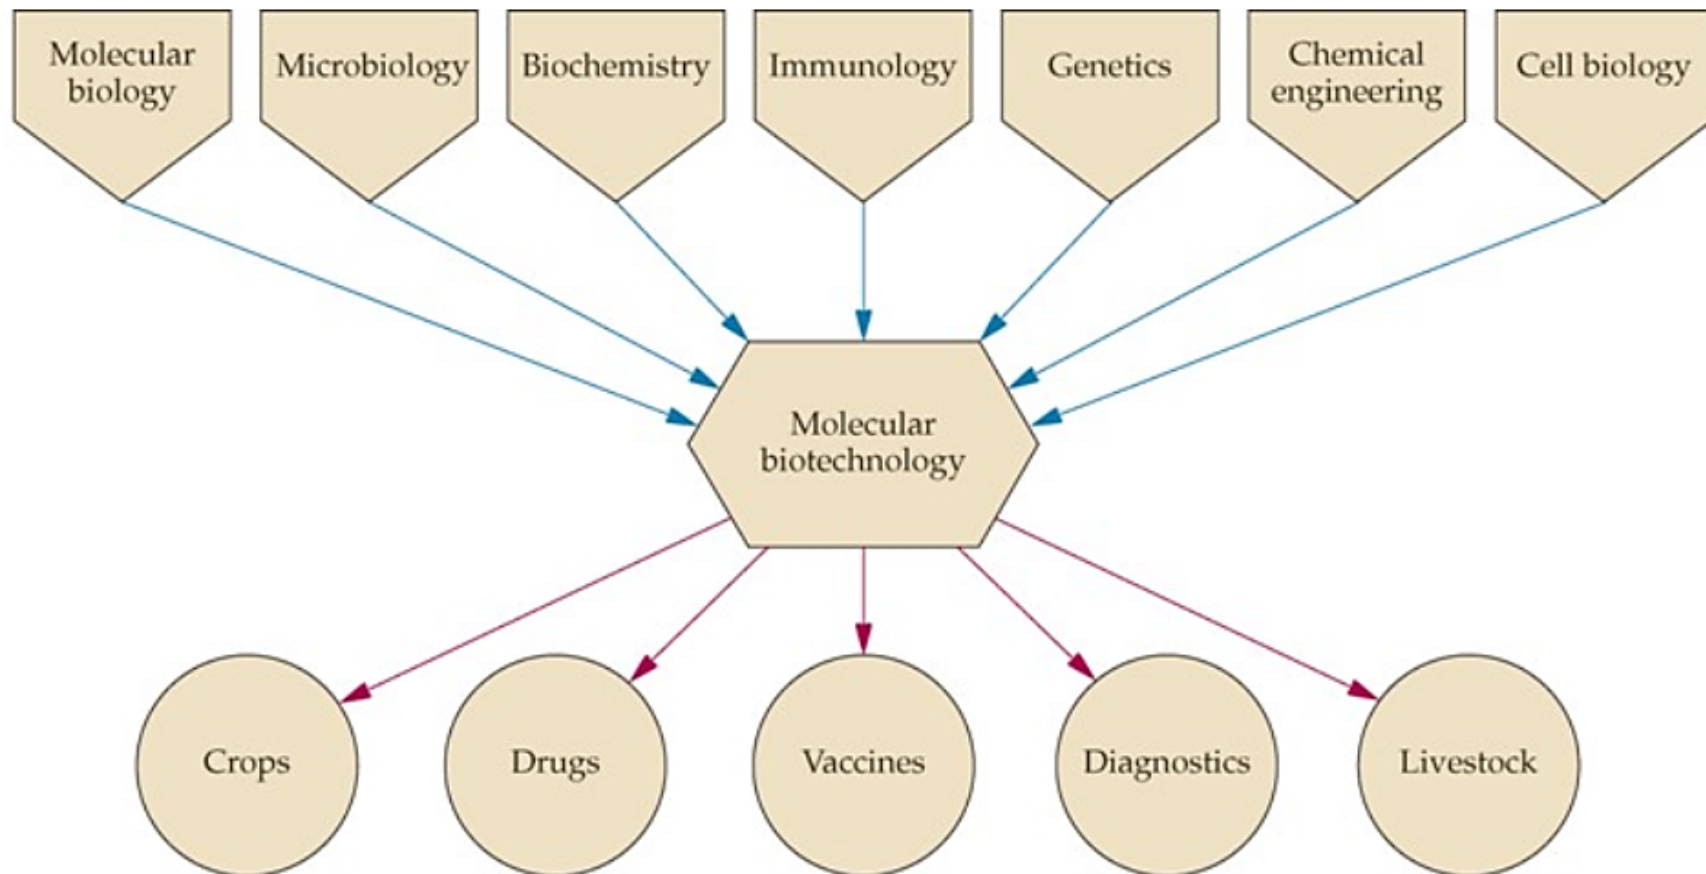 Molecular
biology
Microbiology
Biochemistry
Immunology
Genetics
Chemical
engineering
Cell biology
Molecular
biotechnology
Crops
Drugs
Vaccines
Diagnostics
Livestock